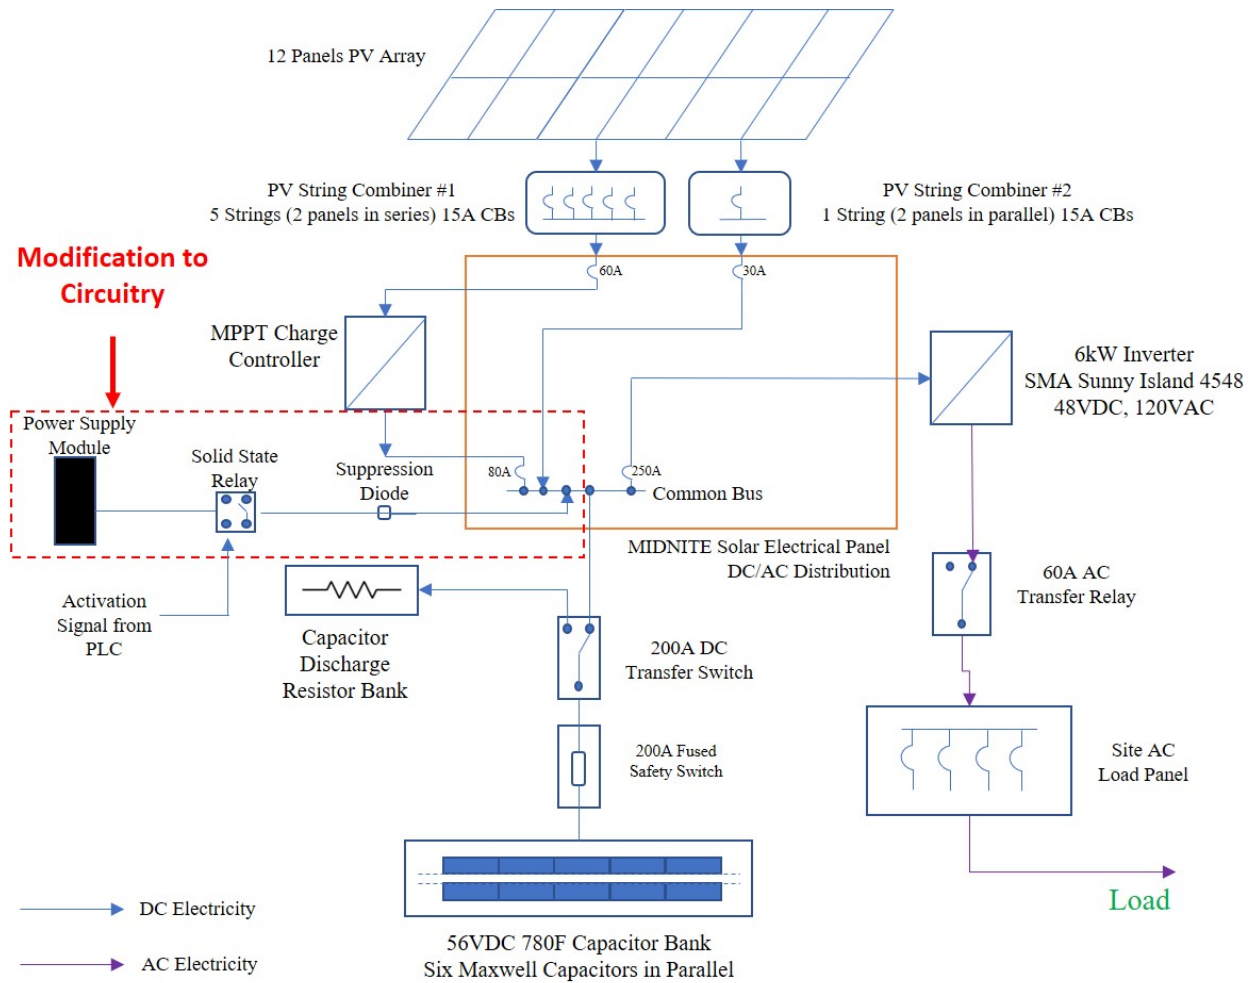 12 Panels PV Array
PV String Combiner #1
5 Strings (2 panels in series) 15A CBs
PV String Combiner #2
1 String (2 panels in parallel) 15A CBs
Modification to
Circuitry
60A
30A
MPPT Charge
Controller
6kW Inverter
SMA Sunny Island 4548
48VDC, 120VAC
Power Supply
Module
Solid State
Relay
Suppression
Diode
80A
250A
Common Bus
MIDNITE Solar Electrical Panel
DC/AC Distribution
60A AC
Transfer Relay
Activation
Signal from
PLC
Capacitor
Discharge
Resistor Bank
200A DC
Transfer Switch
200A Fused
Safety Switch
Site AC
Load Panel
Load
DC Electricity
AC Electricity
56VDC 780F Capacitor Bank
Six Maxwell Capacitors in Parallel